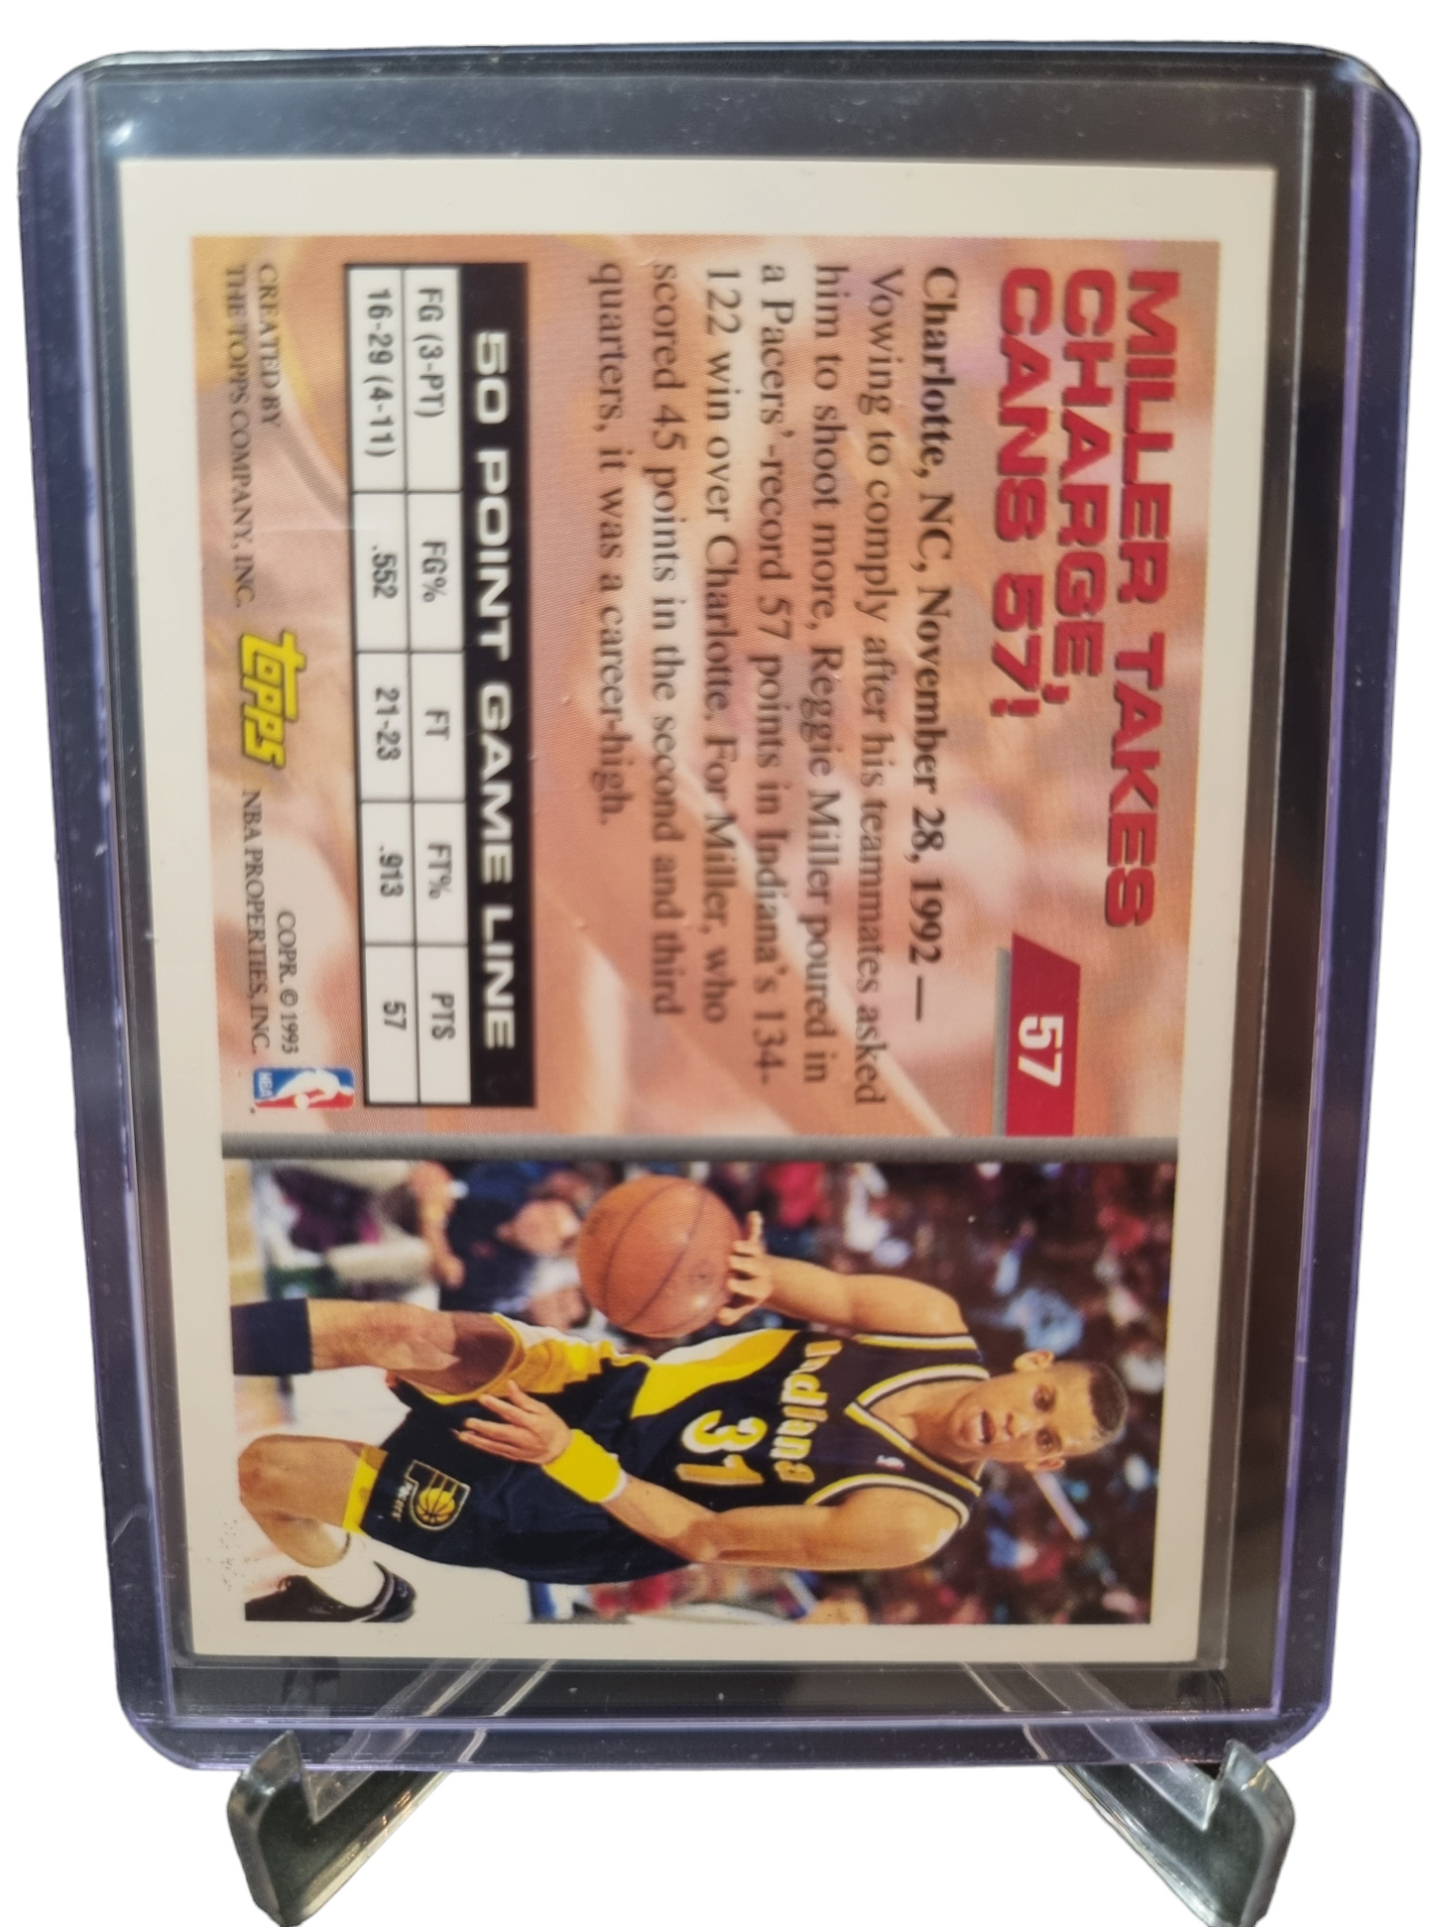 MILLER TAKES
CHARGE,
CANS 57!
57
Charlotte, NC, November 28, 1992 —
Vowing to comply after his teammates asked
him to shoot more, Reggie Miller poured in
a Pacers'-record 57 points in Indiana's 134-
122 win over Charlotte. For Miller, who
scored 45 points in the second and third
quarters, it was a career-high.
50 POINT GAME LINE
FG (3-PT) FG% FT FT% PTS
16-29 (4-11) .552 21-23 .913 57
CREATED BY
THE TOPPS COMPANY, INC.
TOPPS
COPR. © 1993
NBA PROPERTIES, INC.
NBA
Indiana
31
Pacers